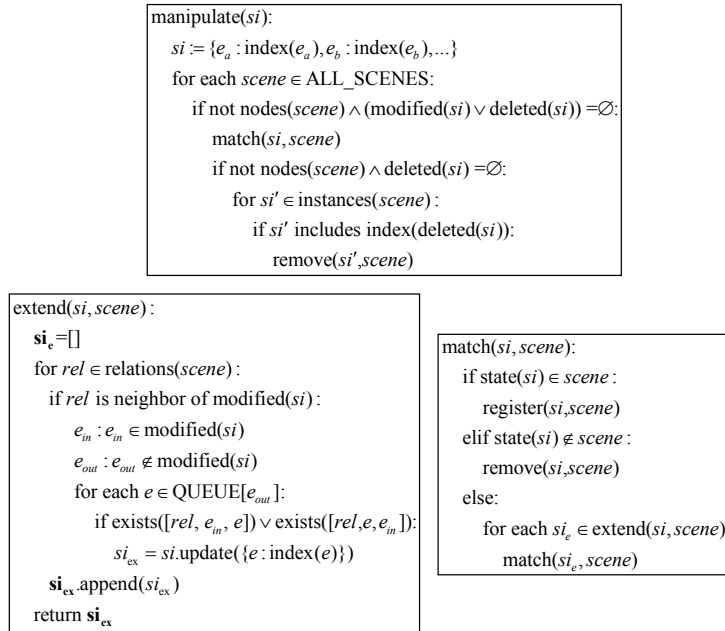 manipulate(si):
si := {e_a : index(e_a), e_b : index(e_b),...}
for each scene ∈ ALL_SCENES:
if not nodes(scene) ∧ (modified(si) ∨ deleted(si)) =∅:
match(si, scene)
if not nodes(scene) ∧ deleted(si) =∅:
for si′ ∈ instances(scene) :
if si′ includes index(deleted(si)):
remove(si′,scene)
extend(si, scene) :
si_e=[]
for rel ∈ relations(scene) :
if rel is neighbor of modified(si) :
e_in : e_in ∈ modified(si)
e_out : e_out ∉ modified(si)
for each e ∈ QUEUE[e_out]:
if exists([rel, e_in, e]) ∨ exists([rel,e,e_in]):
si_ex = si.update({e : index(e)})
si_ex.append(si_ex)
return si_ex
match(si, scene):
if state(si) ∈ scene :
register(si,scene)
elif state(si) ∉ scene :
remove(si,scene)
else:
for each si_e ∈ extend(si, scene)
match(si_e, scene)